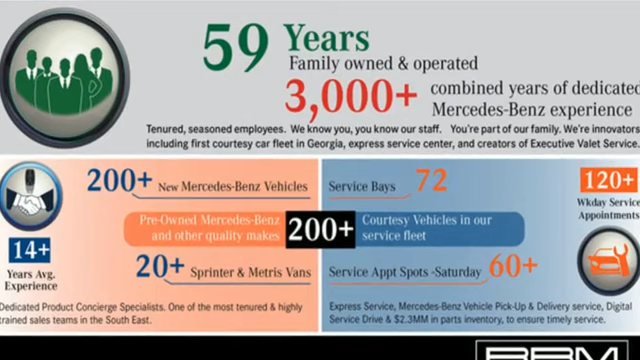 59 Years
Family owned & operated
3,000+ combined years of dedicated
Mercedes-Benz experience
Tenured, seasoned employees. We know you, you know our staff. You're part of our family. We're innovators
including first courtesy car fleet in Georgia, express service center, and creators of Executive Valet Service.
200+ New Mercedes-Benz Vehicles
Pre-Owned Mercedes-Benz
and other quality makes
200+
20+ Sprinter & Metris Vans
14+
Years Avg.
Experience
Dedicated Product Concierge Specialists. One of the most tenured & highly
trained sales teams in the South East.
Service Bays 72
Courtesy Vehicles in our
service fleet
Service Appt Spots -Saturday 60+
120+
Wkday Service
Appointments
Express Service, Mercedes-Benz Vehicle Pick-Up & Delivery service, Digital
Service Drive & $2.3MM in parts inventory, to ensure timely service.